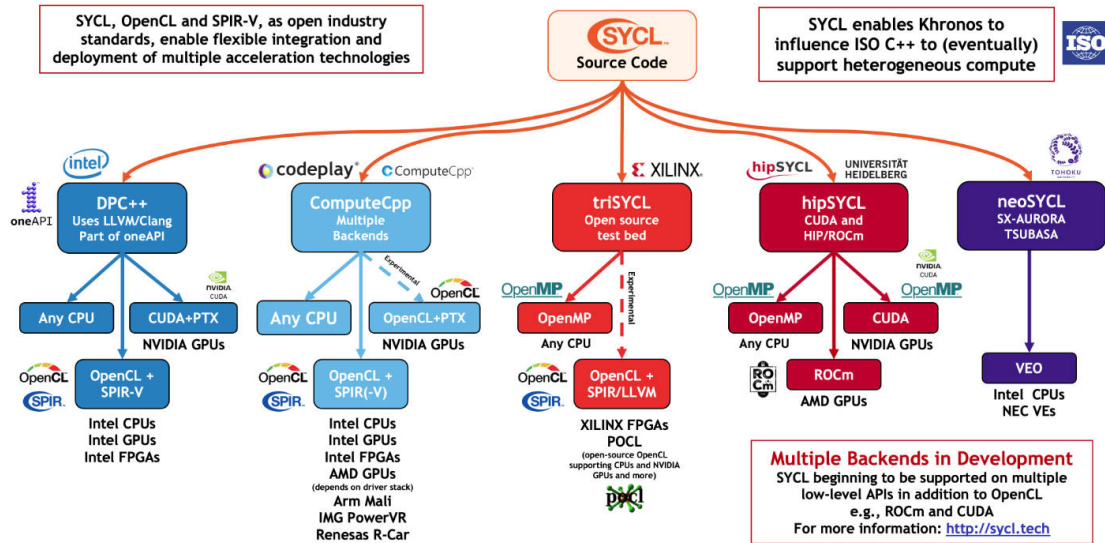 SYCL, OpenCL and SPIR-V, as open industry
standards, enable flexible integration and
deployment of multiple acceleration technologies
SYCL™
Source Code
SYCL enables Khronos to
influence ISO C++ to (eventually)
support heterogeneous compute
ISO
intel
oneAPI
DPC++
Uses LLVM/Clang
Part of oneAPI
codeplay®
ComputeCpp™
ComputeCpp
Multiple
Backends
XILINX®
triSYCL
Open source
test bed
hipSYCL
UNIVERSITÄT
HEIDELBERG
hipSYCL
CUDA and
HIP/ROCm
TOHOKU
neoSYCL
SX-AURORA
TSUBASA
NVIDIA
CUDA
Any CPU
CUDA+PTX
NVIDIA GPUs
OpenCL
SPIR™
OpenCL +
SPIR-V
Intel CPUs
Intel GPUs
Intel FPGAs
Experimental
OpenCL
Any CPU
OpenCL+PTX
NVIDIA GPUs
OpenCL
SPIR™
OpenCL +
SPIR(-V)
Intel CPUs
Intel GPUs
Intel FPGAs
AMD GPUs
(depends on driver stack)
Arm Mali
IMG PowerVR
Renesas R-Car
OpenMP
Experimental
OpenMP
Any CPU
OpenCL
SPIR™
OpenCL +
SPIR/LLVM
XILINX FPGAs
POCL
(open-source OpenCL
supporting CPUs and NVIDIA
GPUs and more)
pocl
OpenMP
NVIDIA
CUDA
OpenMP
OpenMP
Any CPU
CUDA
NVIDIA GPUs
ROCm
ROCm
AMD GPUs
VEO
Intel CPUs
NEC VEs
Multiple Backends in Development
SYCL beginning to be supported on multiple
low-level APIs in addition to OpenCL
e.g., ROCm and CUDA
For more information: http://sycl.tech